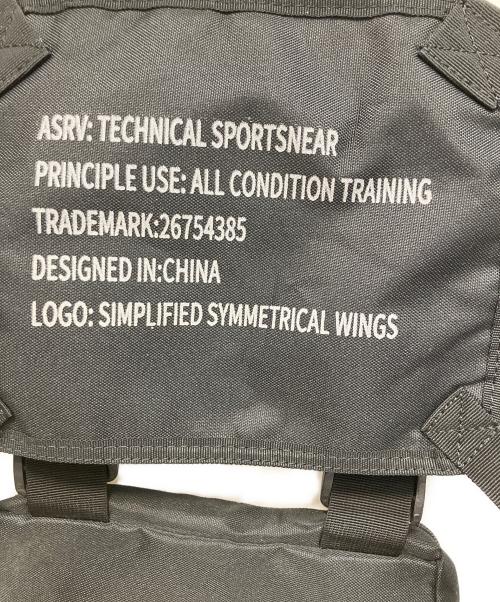 ASRV: TECHNICAL SPORTSNEAR
PRINCIPLE USE: ALL CONDITION TRAINING
TRADEMARK:26754385
DESIGNED IN:CHINA
LOGO: SIMPLIFIED SYMMETRICAL WINGS